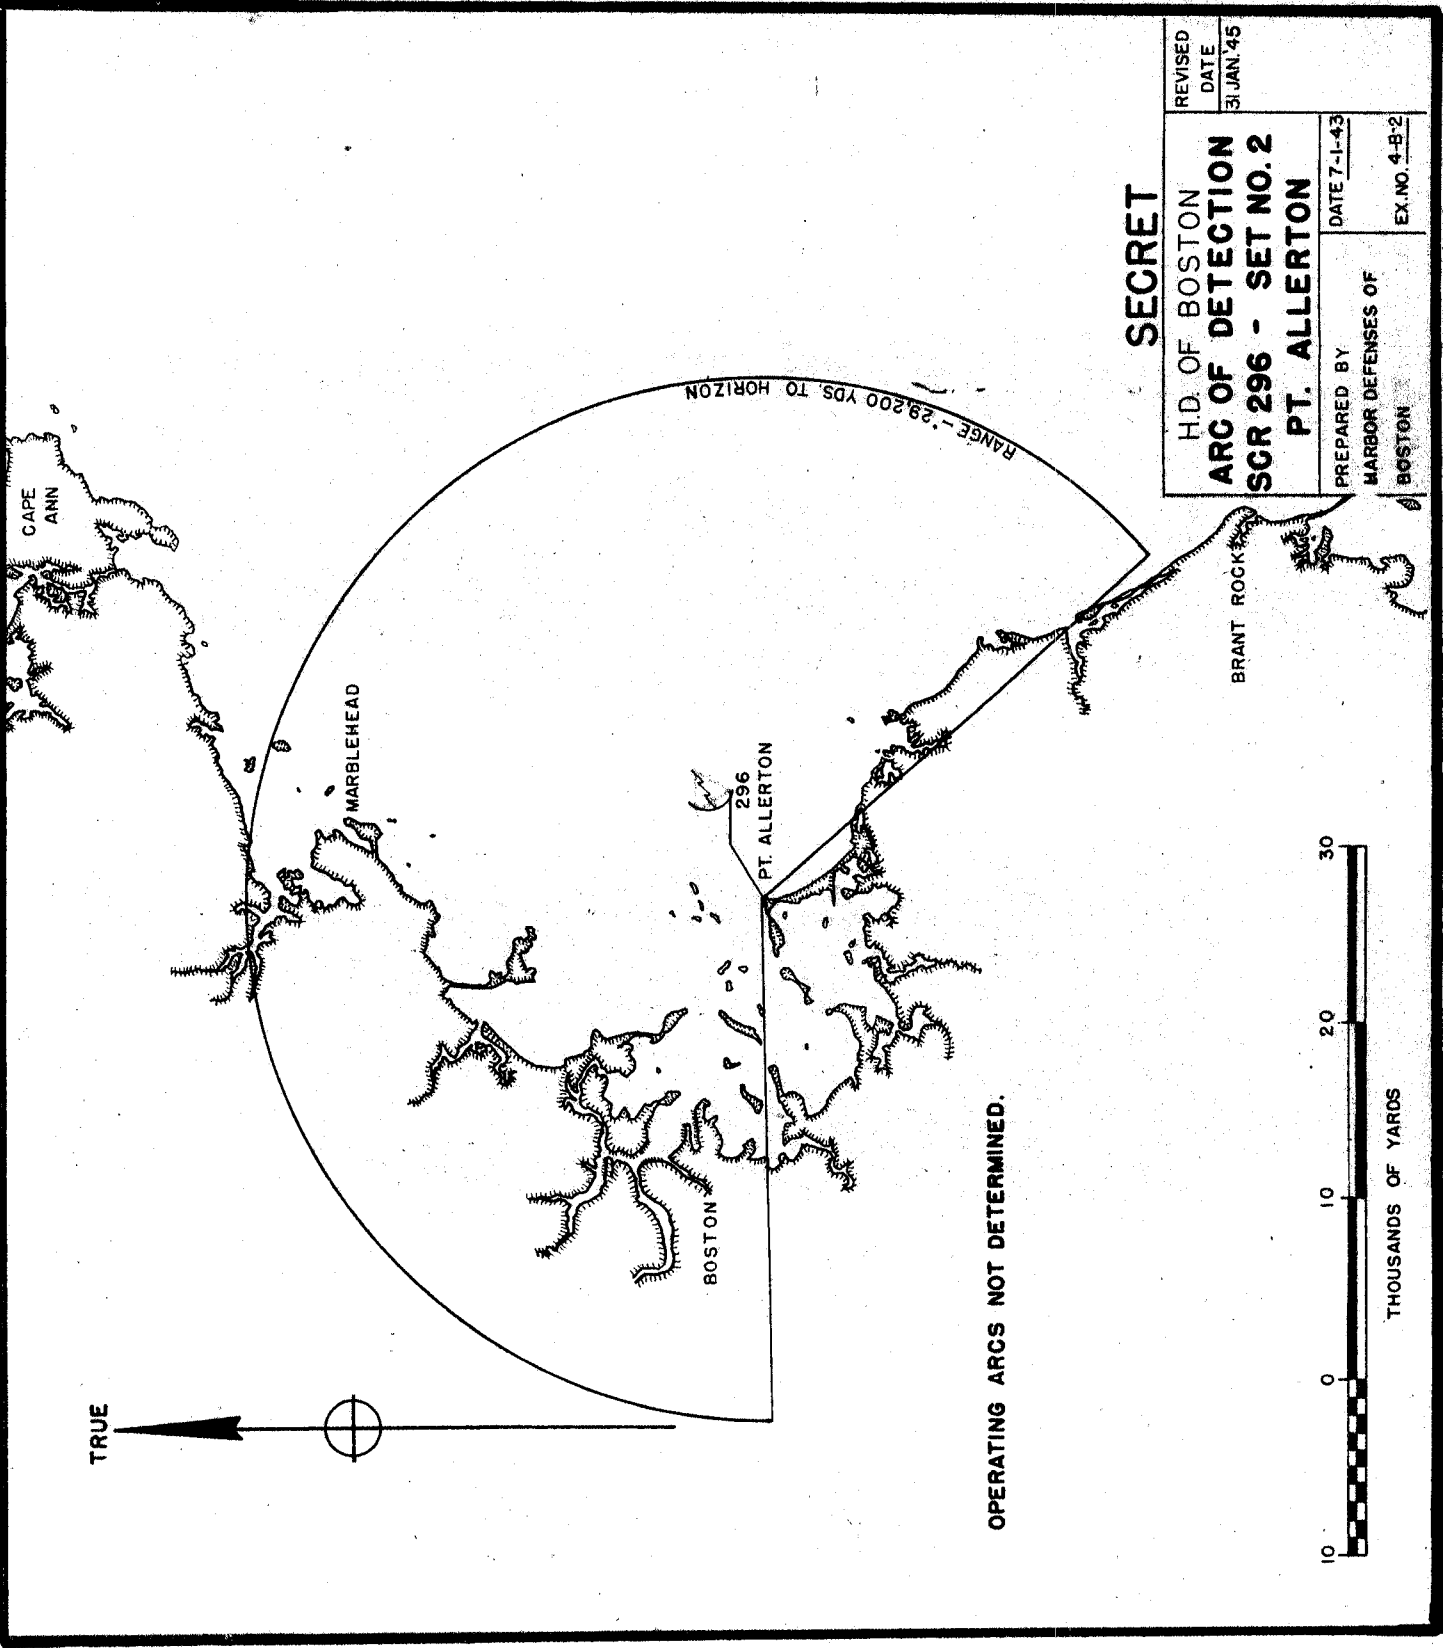 TRUE
CAPE
ANN
MARBLEHEAD
296
PT. ALLERTON
BOSTON
BRANT ROCK
RANGE - 29,200 YDS. TO HORIZON
OPERATING ARCS NOT DETERMINED.
10 0 10 20 30
THOUSANDS OF YARDS
SECRET
H.D. OF BOSTON
ARC OF DETECTION
SCR 296 - SET NO. 2
PT. ALLERTON
REVISED
DATE
31 JAN. '45
PREPARED BY
HARBOR DEFENSES OF
BOSTON
DATE 7-1-43
EX. NO. 4-B-2